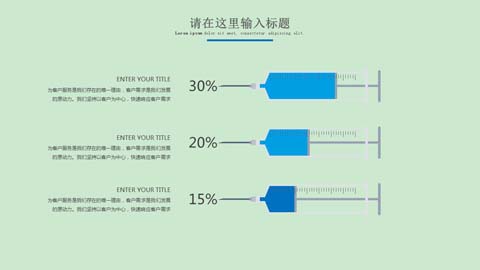 请在这里输入标题
Lorem ipsum dolor sit amet, consectetur adipisicing elit.
ENTER YOUR TITLE
为客户服务是我们存在的唯一理由，客户需求是我们发展
的原动力。我们坚持以客户为中心，快速响应客户需求
30%
ENTER YOUR TITLE
为客户服务是我们存在的唯一理由，客户需求是我们发展
的原动力。我们坚持以客户为中心，快速响应客户需求
20%
ENTER YOUR TITLE
为客户服务是我们存在的唯一理由，客户需求是我们发展
的原动力。我们坚持以客户为中心，快速响应客户需求
15%